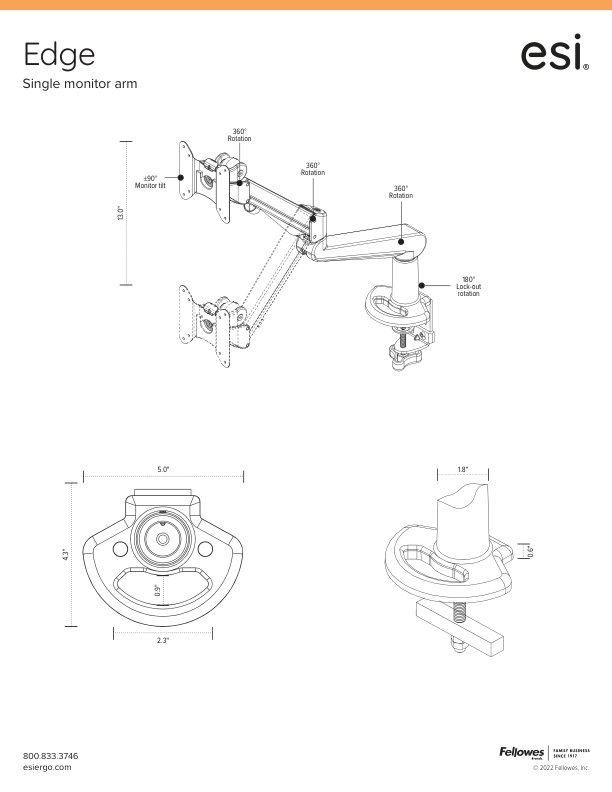 Edge
Single monitor arm
esi®
360°
Rotation
360°
Rotation
360°
Rotation
±90°
Monitor tilt
13.0"
180°
Lock-out
rotation
5.0"
4.3"
0.9"
2.3"
1.8"
0.6"
800.833.3746
esiergo.com
Fellowes
Brands
FAMILY BUSINESS
SINCE 1917
© 2022 Fellowes, Inc.